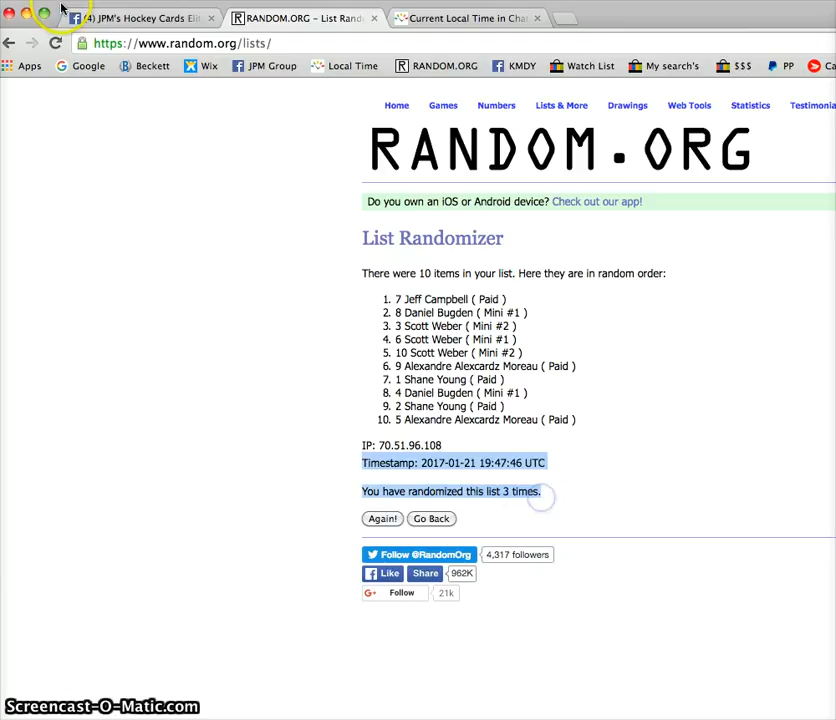 (4) JPM's Hockey Cards Elit
RANDOM.ORG - List Rand
Current Local Time in Chat
https://www.random.org/lists/
Apps Google Beckett Wix JPM Group Local Time RANDOM.ORG KMDY Watch List My search's $$$ PP Ca
Home Games Numbers Lists & More Drawings Web Tools Statistics Testimonia
RANDOM.ORG
Do you own an iOS or Android device? Check out our app!
List Randomizer
There were 10 items in your list. Here they are in random order:
1. 7 Jeff Campbell ( Paid )
2. 8 Daniel Bugden ( Mini #1 )
3. 3 Scott Weber ( Mini #2 )
4. 6 Scott Weber ( Mini #1 )
5. 10 Scott Weber ( Mini #2 )
6. 9 Alexandre Alexcardz Moreau ( Paid )
7. 1 Shane Young ( Paid )
8. 4 Daniel Bugden ( Mini #1 )
9. 2 Shane Young ( Paid )
10. 5 Alexandre Alexcardz Moreau ( Paid )
IP: 70.51.96.108
Timestamp: 2017-01-21 19:47:46 UTC
You have randomized this list 3 times.
Again! Go Back
Follow @RandomOrg 4,317 followers
Like Share 962K
G+ Follow 21k
Screencast-O-Matic.com